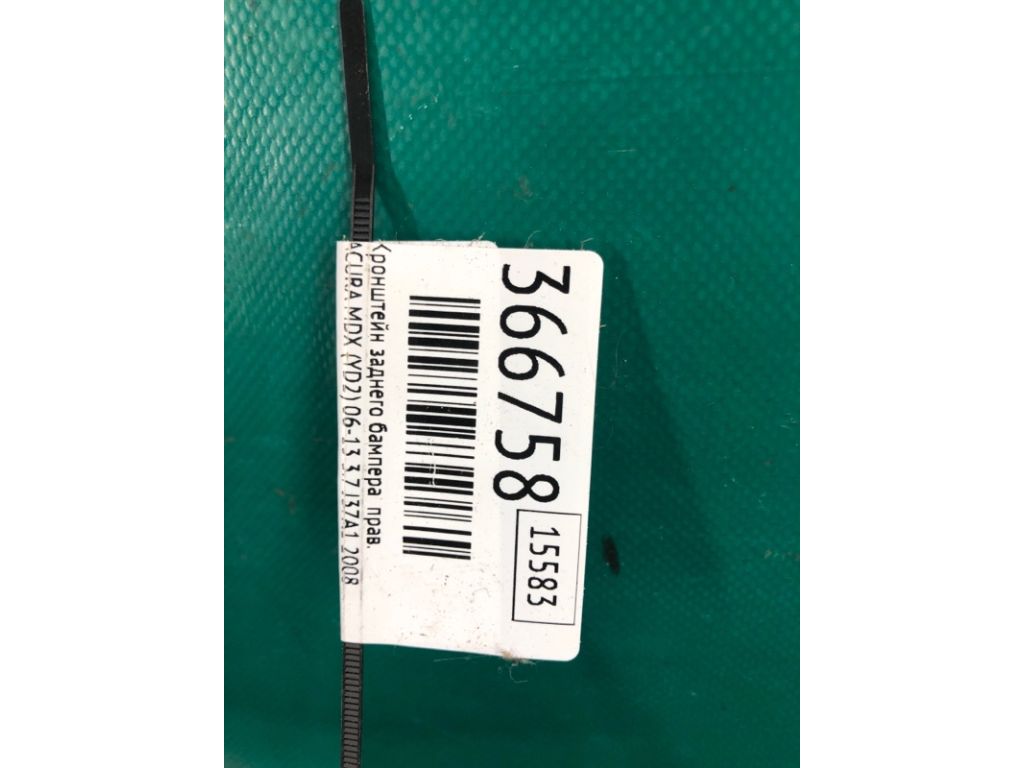 366758
15583
Кронштейн заднего бампера прав.
ACURA MDX (YD2) 06-13 3.7 J37A1 2008